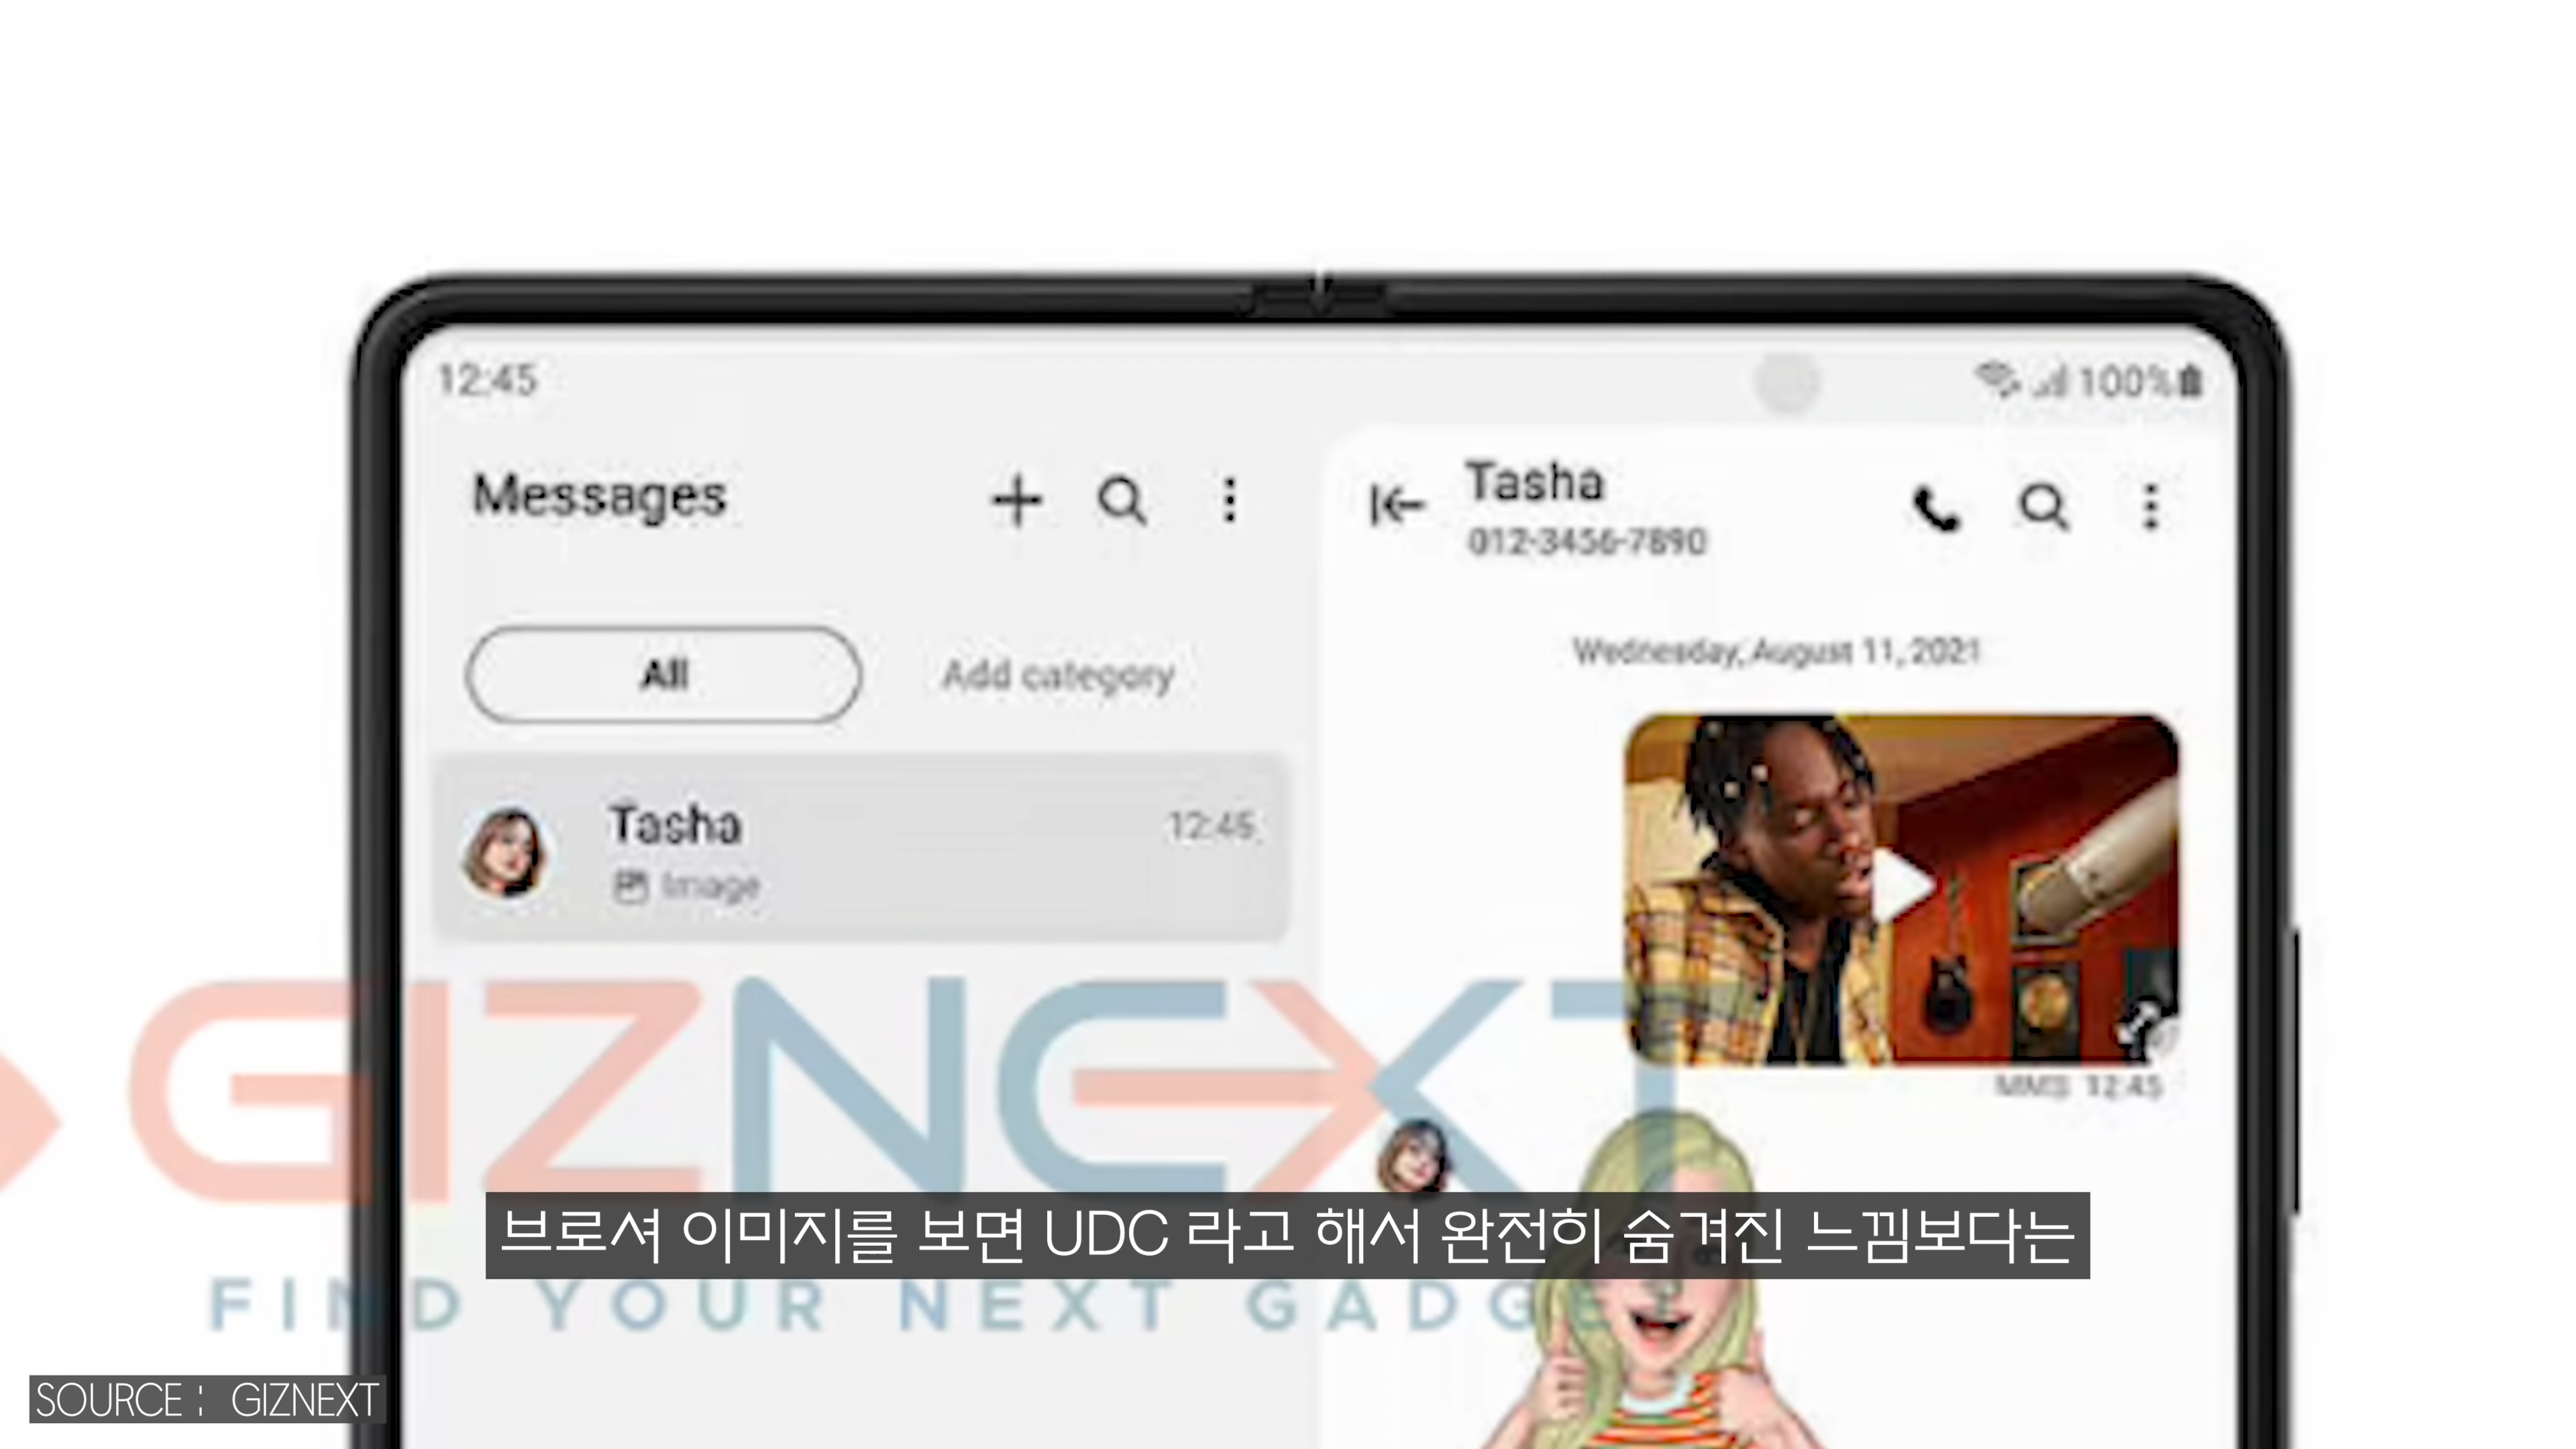 12:45
100%
Messages
Tasha
012-3456-7890
All
Add category
Wednesday, August 11, 2021
Tasha
12:45
Image
MMS 12:45
GIZNEXT
FIND YOUR NEXT GADGE
브로셔 이미지를 보면 UDC 라고 해서 완전히 숨겨진 느낌보다는
SOURCE : GIZNEXT